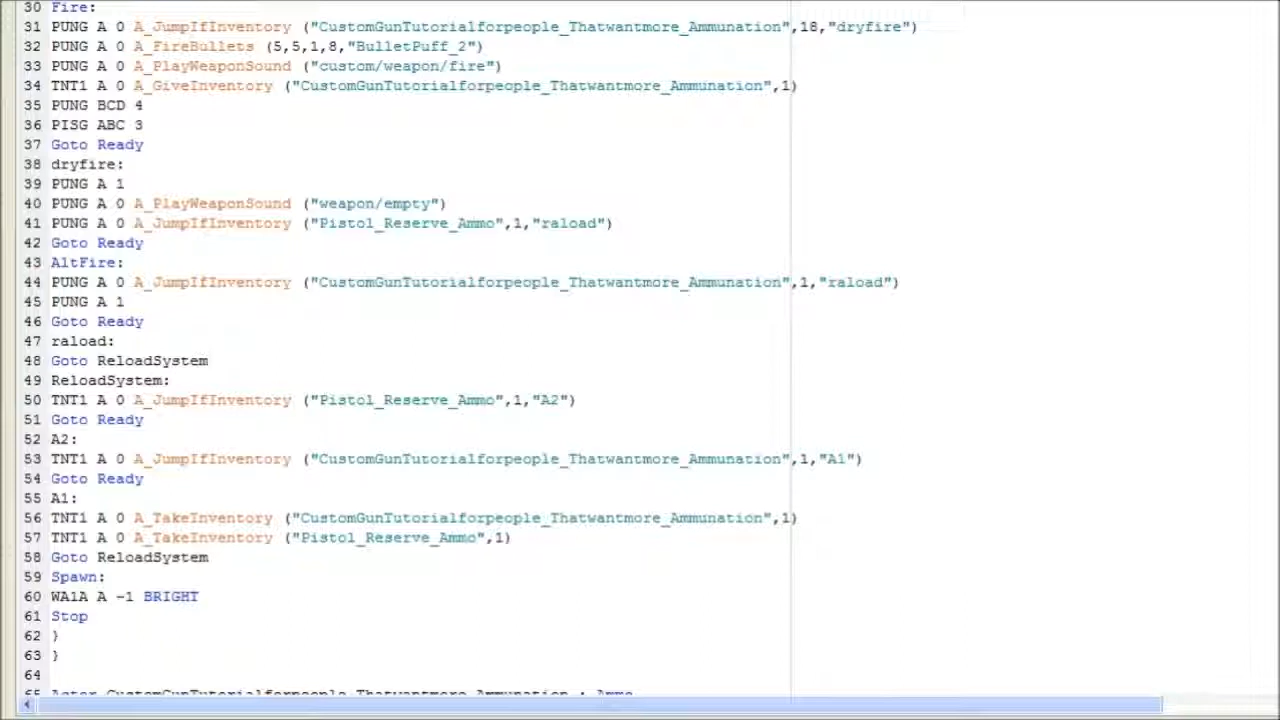 30 Fire:
31 PUNG A 0 A_JumpIfInventory ("CustomGunTutorialforpeople_Thatwantmore_Ammunation",18,"dryfire")
32 PUNG A 0 A_FireBullets (5,5,1,8,"BulletPuff_2")
33 PUNG A 0 A_PlayWeaponSound ("custom/weapon/fire")
34 TNT1 A 0 A_GiveInventory ("CustomGunTutorialforpeople_Thatwantmore_Ammunation",1)
35 PUNG BCD 4
36 PISG ABC 3
37 Goto Ready
38 dryfire:
39 PUNG A 1
40 PUNG A 0 A_PlayWeaponSound ("weapon/empty")
41 PUNG A 0 A_JumpIfInventory ("Pistol_Reserve_Ammo",1,"raload")
42 Goto Ready
43 AltFire:
44 PUNG A 0 A_JumpIfInventory ("CustomGunTutorialforpeople_Thatwantmore_Ammunation",1,"raload")
45 PUNG A 1
46 Goto Ready
47 raload:
48 Goto ReloadSystem
49 ReloadSystem:
50 TNT1 A 0 A_JumpIfInventory ("Pistol_Reserve_Ammo",1,"A2")
51 Goto Ready
52 A2:
53 TNT1 A 0 A_JumpIfInventory ("CustomGunTutorialforpeople_Thatwantmore_Ammunation",1,"A1")
54 Goto Ready
55 A1:
56 TNT1 A 0 A_TakeInventory ("CustomGunTutorialforpeople_Thatwantmore_Ammunation",1)
57 TNT1 A 0 A_TakeInventory ("Pistol_Reserve_Ammo",1)
58 Goto ReloadSystem
59 Spawn:
60 WA1A A -1 BRIGHT
61 Stop
62 }
63 }
64
65 Actor CustomGunTutorialforpeople_Thatwantmore_Ammunation : Ammo